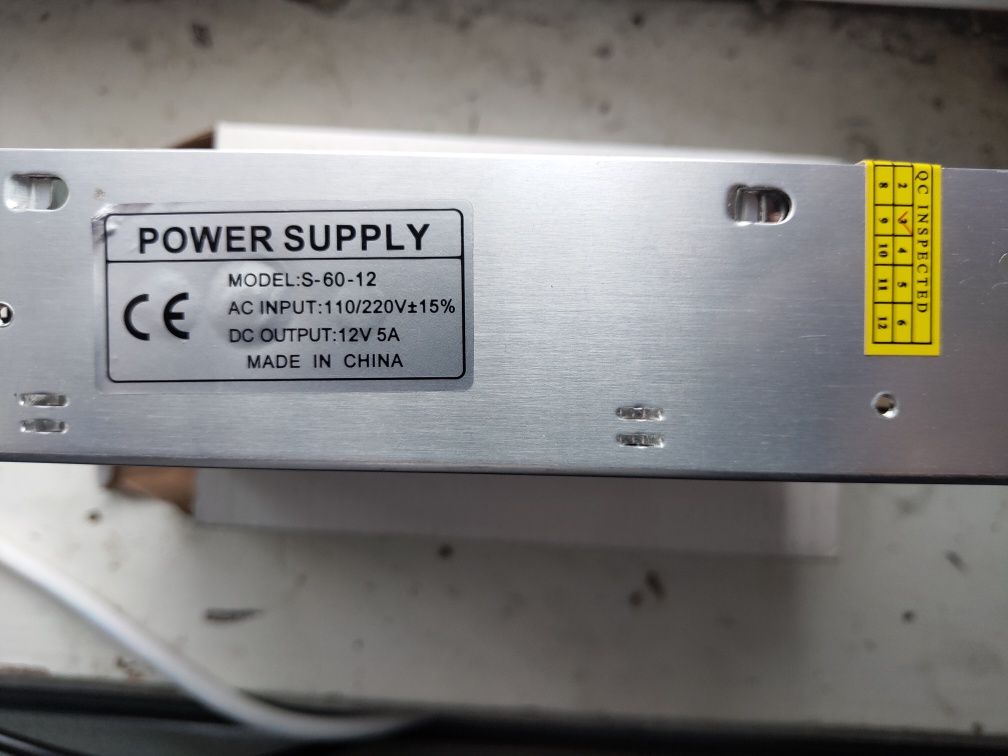 POWER SUPPLY
MODEL:S-60-12
AC INPUT:110/220V±15%
CE
DC OUTPUT:12V 5A
MADE IN CHINA
QC INSPECTED
2 4 5 6
8 9 10 11 12